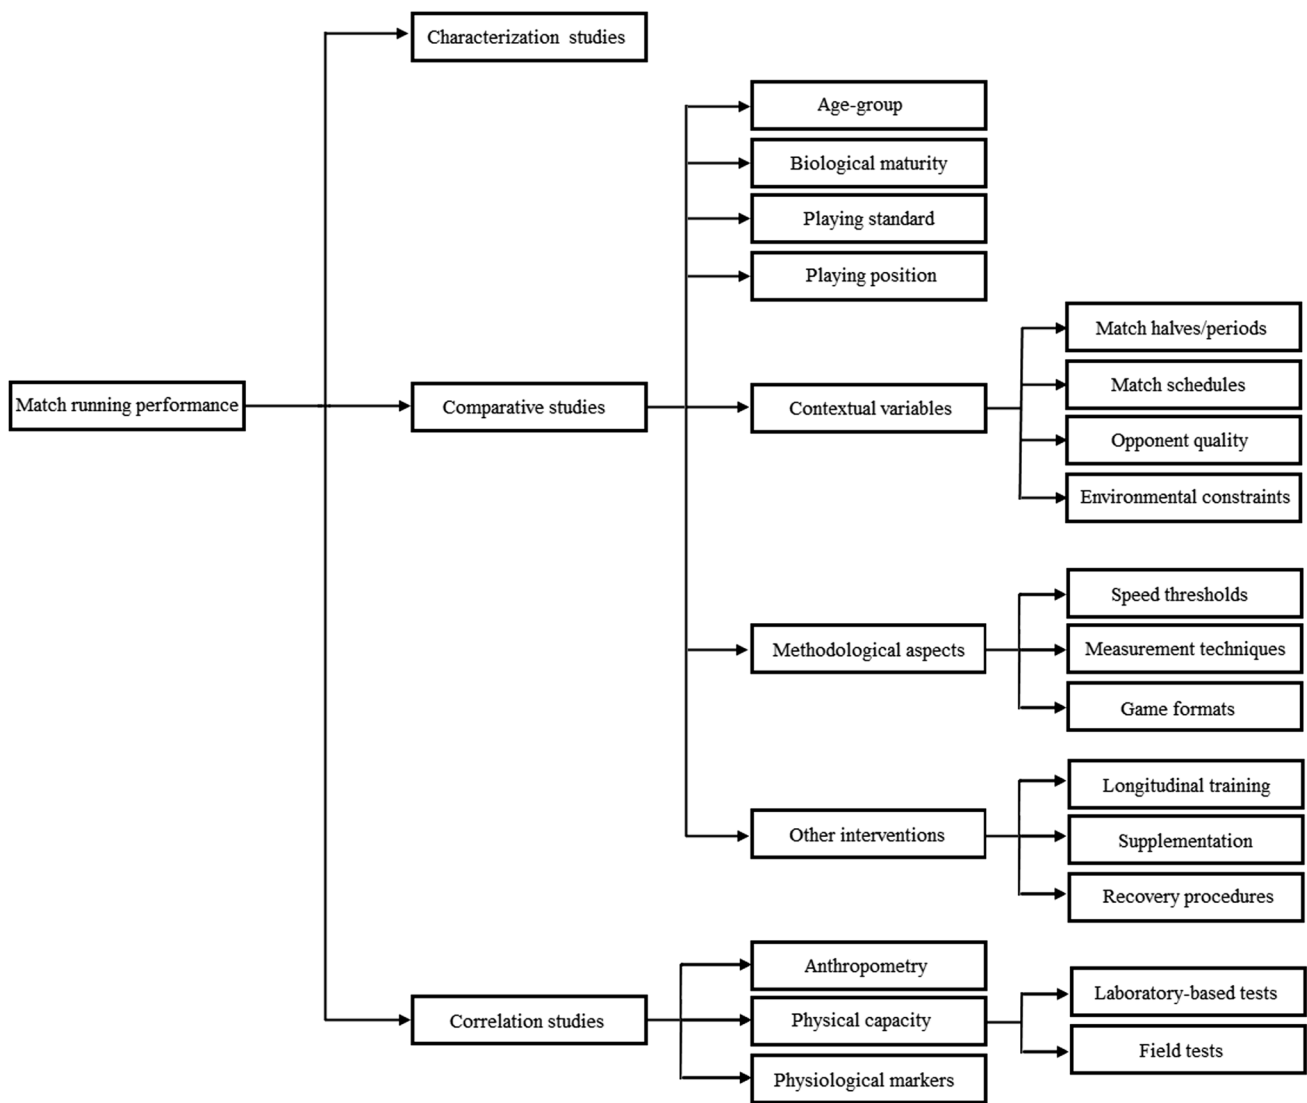 Characterization studies
Age-group
Biological maturity
Playing standard
Playing position
Match halves/periods
Match schedules
Match running performance
Comparative studies
Contextual variables
Opponent quality
Environmental constraints
Speed thresholds
Methodological aspects
Measurement techniques
Game formats
Longitudinal training
Other interventions
Supplementation
Recovery procedures
Anthropometry
Laboratory-based tests
Correlation studies
Physical capacity
Field tests
Physiological markers